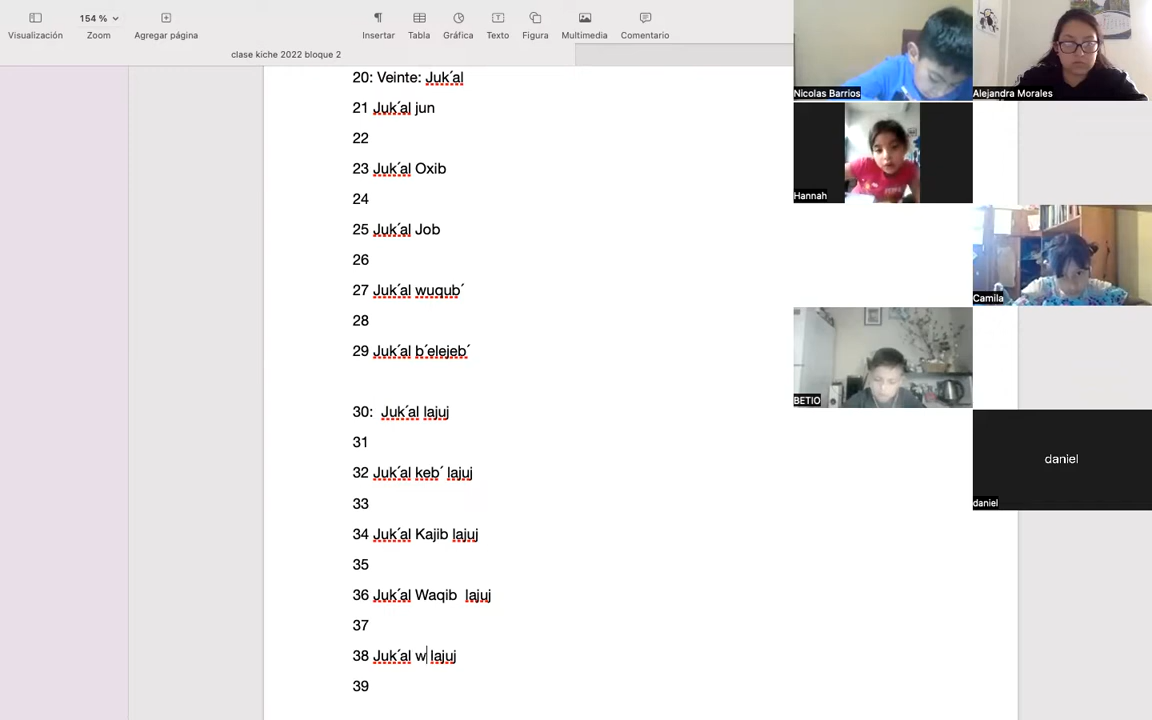 154 %
Visualización Zoom Agregar página Insertar Tabla Gráfica Texto Figura Multimedia Comentario
clase kiche 2022 bloque 2
20: Veinte: Juk´al
21 Juk´al jun
22
23 Juk´al Oxib
24
25 Juk´al Job
26
27 Juk´al wuqub´
28
29 Juk´al b´elejeb´
30: Juk´al lajuj
31
32 Juk´al keb´ lajuj
33
34 Juk´al Kajib lajuj
35
36 Juk´al Waqib lajuj
37
38 Juk´al w lajuj
39
Nicolas Barrios
Alejandra Morales
Hannah
Camila
BETIO
daniel
daniel